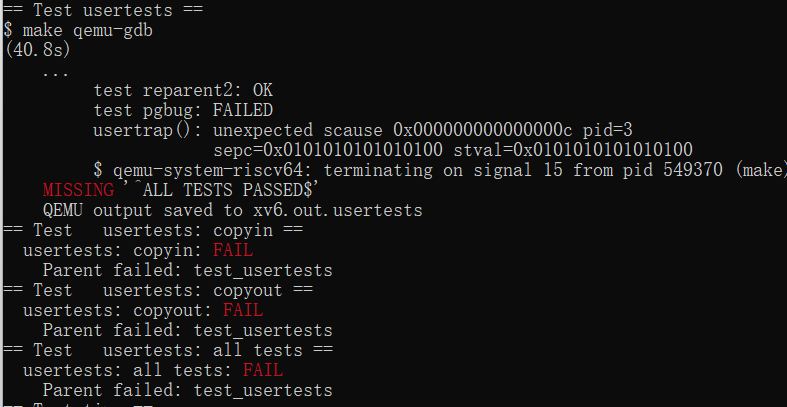 == Test usertests ==
$ make qemu-gdb
(40.8s)
...
test reparent2: OK
test pgbug: FAILED
usertrap(): unexpected scause 0x000000000000000c pid=3
sepc=0x0101010101010100 stval=0x0101010101010100
$ qemu-system-riscv64: terminating on signal 15 from pid 549370 (make)
MISSING '^ALL TESTS PASSED$'
QEMU output saved to xv6.out.usertests
== Test   usertests: copyin ==
usertests: copyin: FAIL
Parent failed: test_usertests
== Test   usertests: copyout ==
usertests: copyout: FAIL
Parent failed: test_usertests
== Test   usertests: all tests ==
usertests: all tests: FAIL
Parent failed: test_usertests